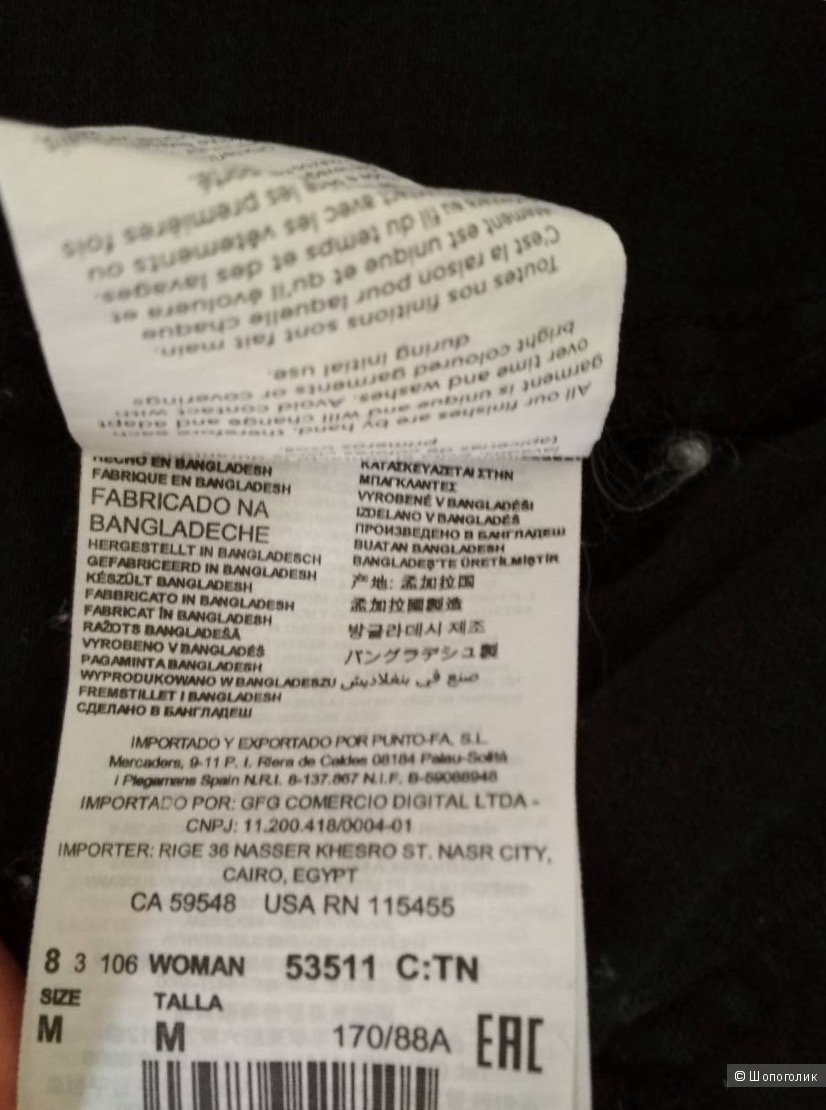 corté.
les premières fois
avec les vêtements ou
au fil du temps et des lavages.
est unique et qu'il évoluera et
C'est la raison pour laquelle chaque
Toutes nos finitions sont fait main.
during initial use.
bright coloured garments or coverings
over time and washes. Avoid contact with
garment is unique and will change and adapt
All our finishes are by hand, therefore each
HECHO EN BANGLADESH
FABRIQUE EN BANGLADESH
FABRICADO NA
BANGLADECHE
HERGESTELLT IN BANGLADESCH
GEFABRICEERD IN BANGLADESH
KÉSZÜLT BANGLADESH
FABBRICATO IN BANGLADESH
FABRICAT ÎN BANGLADESH
RAŽOTS BANGLADEŠĀ
VYROBENO V BANGLADÉŠ
PAGAMINTA BANGLADESH
WYPRODUKOWANO W BANGLADESZU
FREMSTILLET I BANGLADESH
СДЕЛАНО В БАНГЛАДЕШ
ΚΑΤΑΣΚΕΥΑΖΕΤΑΙ ΣΤΗΝ
ΜΠΑΓΚΛΑΝΤΕΣ
VYROBENÉ V BANGLADÉŠI
IZDELANO V BANGLADEŠ
ПРОИЗВЕДЕНО В БАНГЛАДЕШ
BUATAN BANGLADESH
BANGLADEŞ'TE ÜRETİLMİŞTİR
产地: 孟加拉国
孟加拉國製造
방글라데시 제조
バングラデシュ製
صنع في بنغلاديش
IMPORTADO Y EXPORTADO POR PUNTO-FA, S.L.
Mercaders, 9-11 P. I. Riera de Caldes 08184 Palau-Solità
i Plegamans Spain N.R.I. 8-137.867 N.I.F. B-59088948
IMPORTADO POR: GFG COMERCIO DIGITAL LTDA -
CNPJ: 11.200.418/0004-01
IMPORTER: RIGE 36 NASSER KHESRO ST. NASR CITY,
CAIRO, EGYPT
CA 59548 USA RN 115455
8 3 106 WOMAN 53511 C:TN
SIZE TALLA
M M 170/88A EAC
© Шопоголик